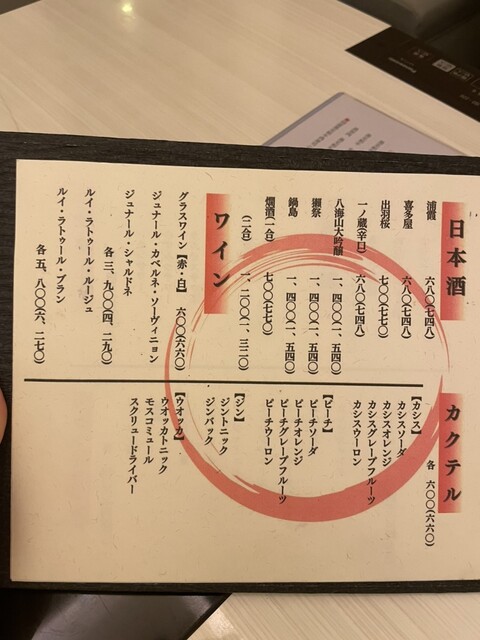 日本酒
浦霞 六八〇(七四八)
喜多屋 六八〇(七四八)
出羽桜 七〇〇(七七〇)
一ノ蔵(辛口) 六八〇(七四八)
八海山大吟醸 一、四〇〇(一、五四〇)
獺祭 一、四〇〇(一、五四〇)
鍋島 一、四〇〇(一、五四〇)
燗酒(一合) 七〇〇(七七〇)
(二合) 一、二〇〇(一、三二〇)
ワイン
グラスワイン【赤・白】 六〇〇(六六〇)
ジュナール・カベルネ・ソーヴィニョン
ジュナール・シャルドネ
各 三、九〇〇(四、二九〇)
ルイ・ラトゥール・ルージュ
ルイ・ラトゥール・ブラン
各 五、八〇〇(六、二七〇)
カクテル
各 六〇〇(六六〇)
【カシス】
カシスソーダ
カシスオレンジ
カシスグレープフルーツ
カシスウーロン
【ピーチ】
ピーチソーダ
ピーチオレンジ
ピーチグレープフルーツ
ピーチウーロン
【ジン】
ジントニック
ジンバック
【ウオッカ】
ウオッカトニック
モスコミュール
スクリュードライバー